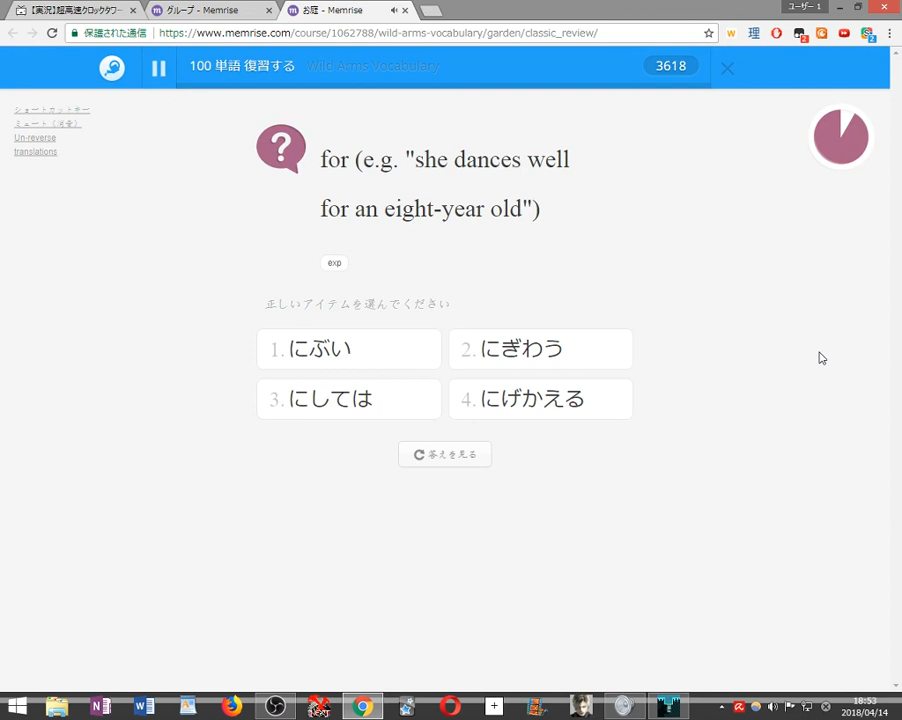 【実況】超高速クロックタワー
グループ - Memrise
お庭 - Memrise
ユーザー 1
保護された通信
https://www.memrise.com/course/1062788/wild-arms-vocabulary/garden/classic_review/
100 単語 復習する
Wild Arms Vocabulary
3618
ショートカットキー
ミュート (消音)
Un-reverse
translations
for (e.g. "she dances well
for an eight-year old")
exp
正しいアイテムを選んでください
1. にぶい
2. にぎわう
3. にしては
4. にげかえる
答えを見る
18:53
2018/04/14